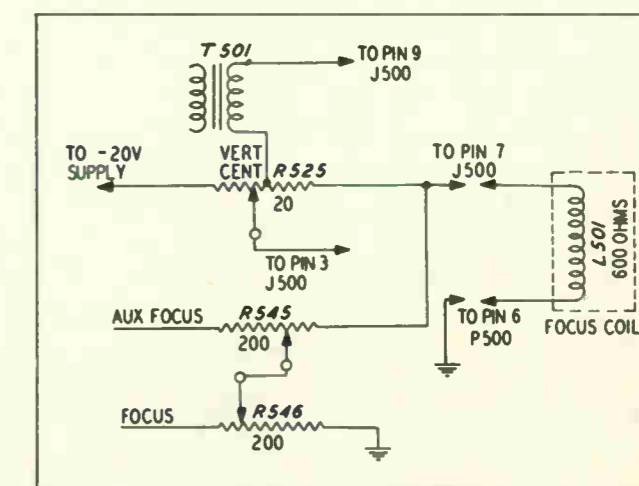 T 501
TO PIN 9
J500
TO -20V
SUPPLY
VERT
CENT
R525
20
TO PIN 7
J500
TO PIN 3
J500
L501
600 OHMS
AUX FOCUS
R545
200
TO PIN 6
P500
FOCUS COIL
FOCUS
R546
200